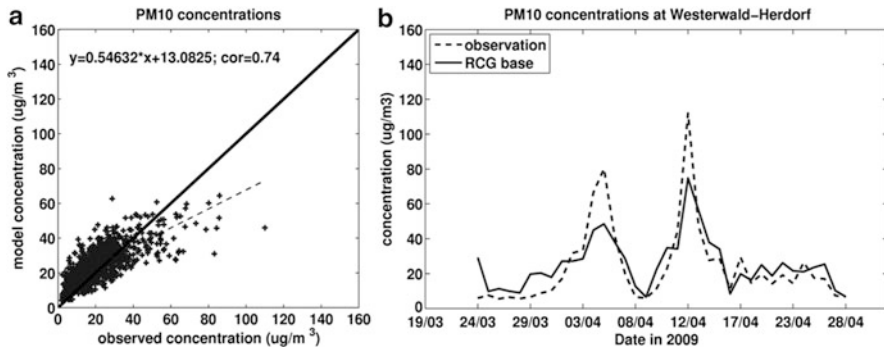 a
PM10 concentrations
y=0.54632*x+13.0825; cor=0.74
model concentration (ug/m 3)
160
140
120
100
80
60
40
20
0
0 20 40 60 80 100 120 140 160
observed concentration (ug/m 3)
b
PM10 concentrations at Westerwald-Herdorf
observation
RCG base
concentration (ug/m3)
160
140
120
100
80
60
40
20
0
19/03 24/03 29/03 03/04 08/04 12/04 17/04 23/04 28/04
Date in 2009